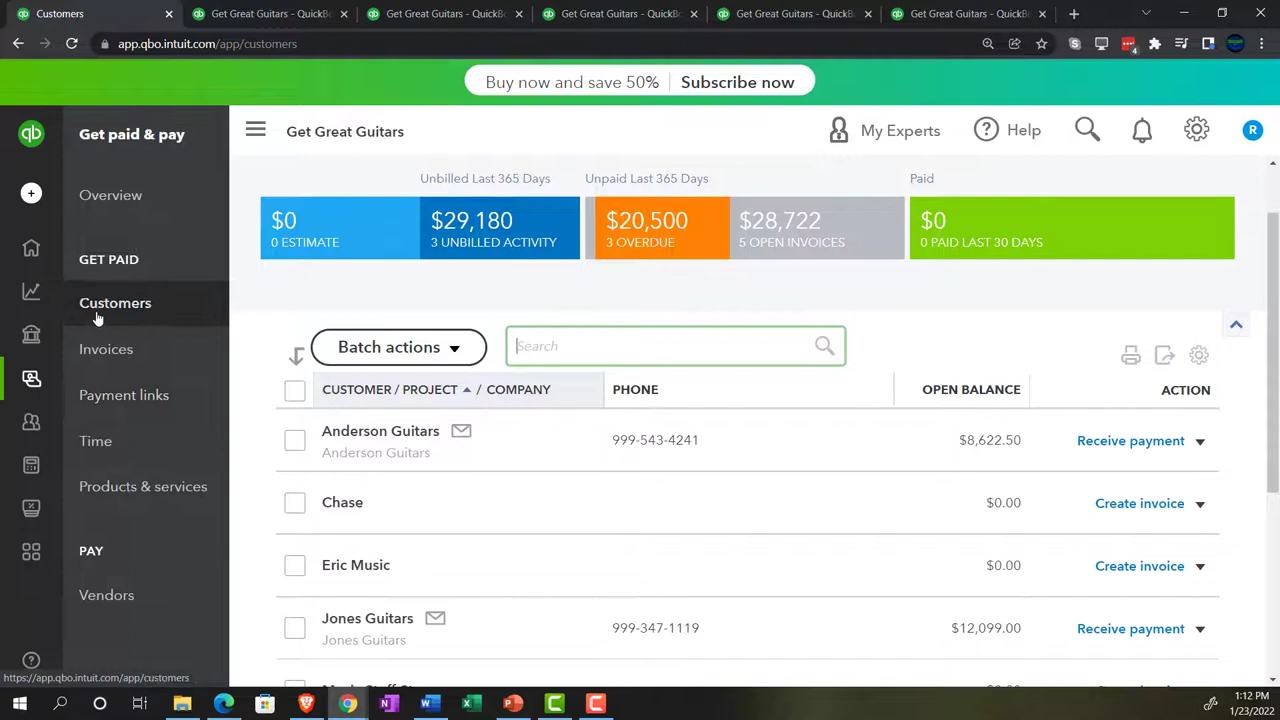 Customers
Get Great Guitars - QuickBo
Get Great Guitars - QuickBo
Get Great Guitars - QuickBo
Get Great Guitars - QuickBo
Get Great Guitars - QuickBo
app.qbo.intuit.com/app/customers
4
Buy now and save 50% Subscribe now
qb
Get paid & pay
Get Great Guitars
My Experts
Help
R
Overview
GET PAID
Customers
Invoices
Payment links
Time
Products & services
PAY
Vendors
Unbilled Last 365 Days
Unpaid Last 365 Days
Paid
$0
0 ESTIMATE
$29,180
3 UNBILLED ACTIVITY
$20,500
3 OVERDUE
$28,722
5 OPEN INVOICES
$0
0 PAID LAST 30 DAYS
Batch actions
Search
CUSTOMER / PROJECT / COMPANY PHONE OPEN BALANCE ACTION
Anderson Guitars
Anderson Guitars
999-543-4241 $8,622.50 Receive payment
Chase $0.00 Create invoice
Eric Music $0.00 Create invoice
Jones Guitars
Jones Guitars
999-347-1119 $12,099.00 Receive payment
https://app.qbo.intuit.com/app/customers
1:12 PM
1/23/2022